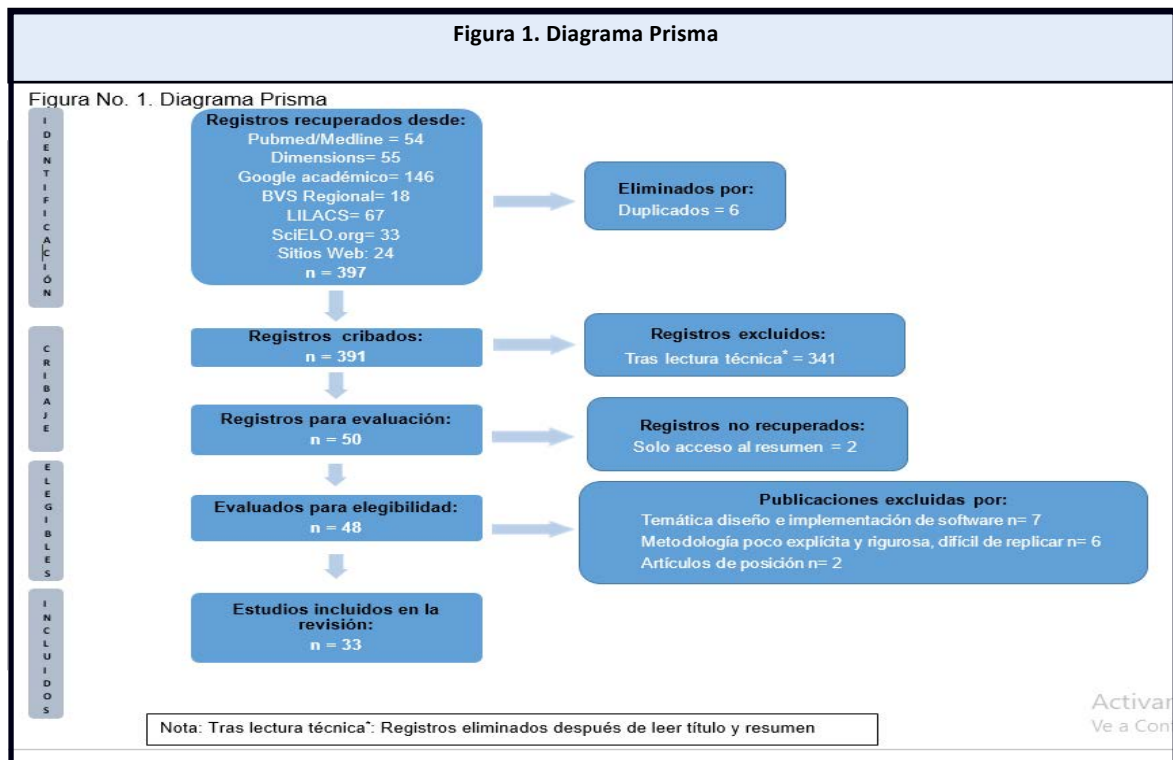 Figura 1. Diagrama Prisma
Figura No. 1. Diagrama Prisma
IDENTIFICACIÓN
Registros recuperados desde:
Pubmed/Medline = 54
Dimensions= 55
Google académico= 146
BVS Regional= 18
LILACS= 67
SciELO.org= 33
Sitios Web: 24
n = 397
Eliminados por:
Duplicados = 6
CRIBAJE
Registros cribados:
n = 391
Registros excluidos:
Tras lectura técnica* = 341
Registros para evaluación:
n = 50
Registros no recuperados:
Solo acceso al resumen = 2
ELEGIBLES
Evaluados para elegibilidad:
n = 48
Publicaciones excluidas por:
Temática diseño e implementación de software n= 7
Metodología poco explícita y rigurosa, difícil de replicar n= 6
Artículos de posición n= 2
INCLUIDOS
Estudios incluidos en la
revisión:
n = 33
Nota: Tras lectura técnica*: Registros eliminados después de leer título y resumen
Activar
Ve a Con